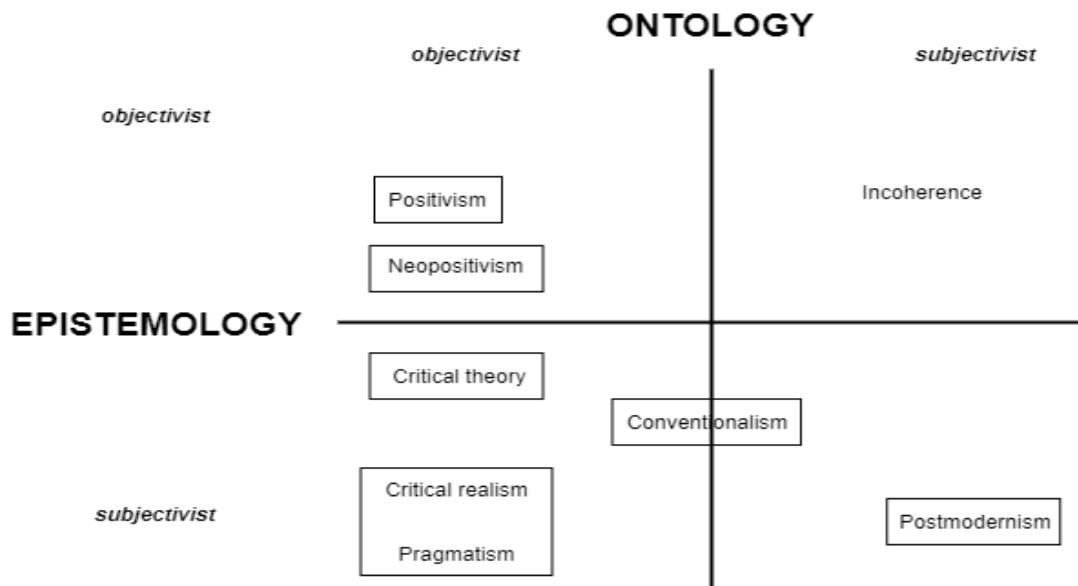 ONTOLOGY
objectivist
subjectivist
objectivist
Positivism
Incoherence
Neopositivism
EPISTEMOLOGY
Critical theory
Conventionalism
Critical realism
subjectivist
Postmodernism
Pragmatism